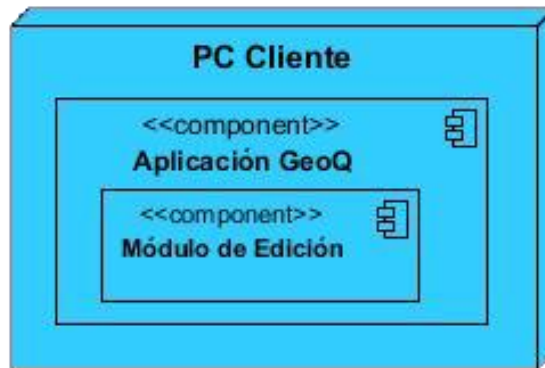 PC Cliente
<<component>>
Aplicación GeoQ
<<component>>
Módulo de Edición